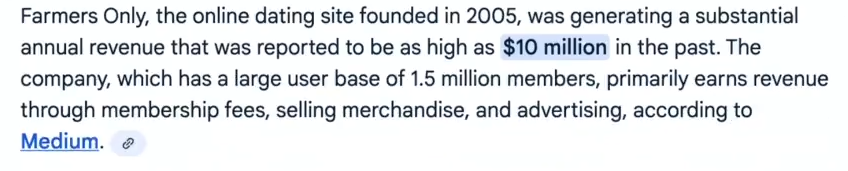 Farmers Only, the online dating site founded in 2005, was generating a substantial
annual revenue that was reported to be as high as $10 million in the past. The
company, which has a large user base of 1.5 million members, primarily earns revenue
through membership fees, selling merchandise, and advertising, according to
Medium.